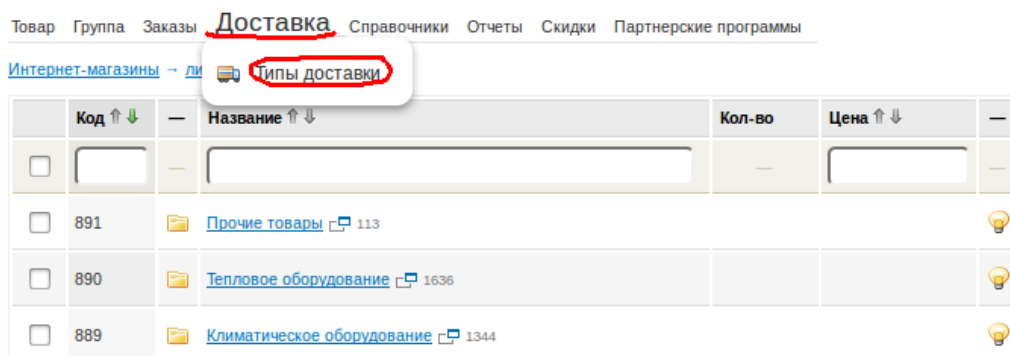 Товар Группа Заказы Доставка Справочники Отчеты Скидки Партнерские программы
Интернет-магазины → ли
Типы доставки
Код ⇑ ⇓ — Название ⇑ ⇓ Кол-во Цена ⇑ ⇓ —
— — —
891 Прочие товары 113
890 Тепловое оборудование 1636
889 Климатическое оборудование 1344